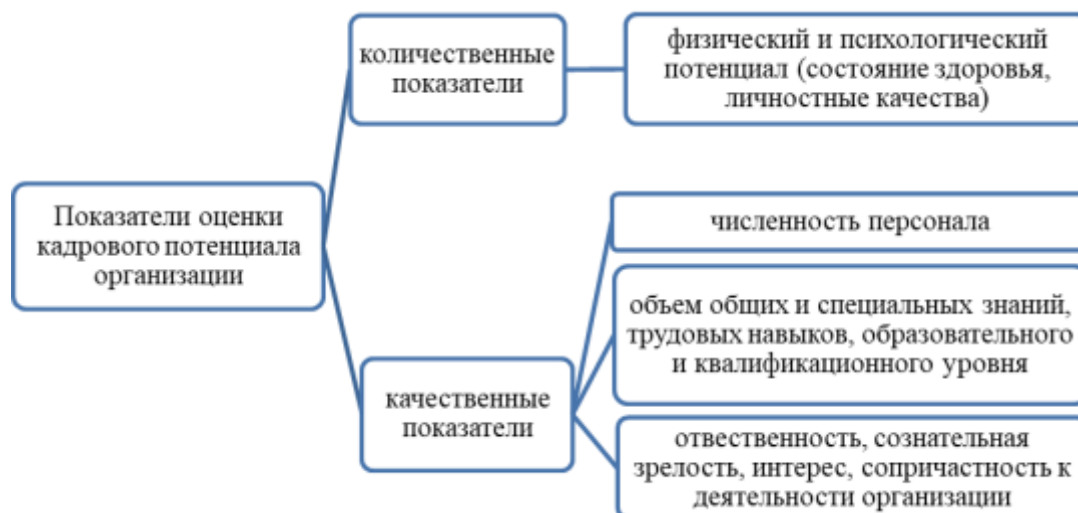 количественные
показатели
физический и психологический
потенциал (состояние здоровья,
личностные качества)
Показатели оценки
кадрового потенциала
организации
численность персонала
объем общих и специальных знаний,
трудовых навыков, образовательного
и квалификационного уровня
качественные
показатели
отвественность, сознательная
зрелость, интерес, сопричастность к
деятельности организации